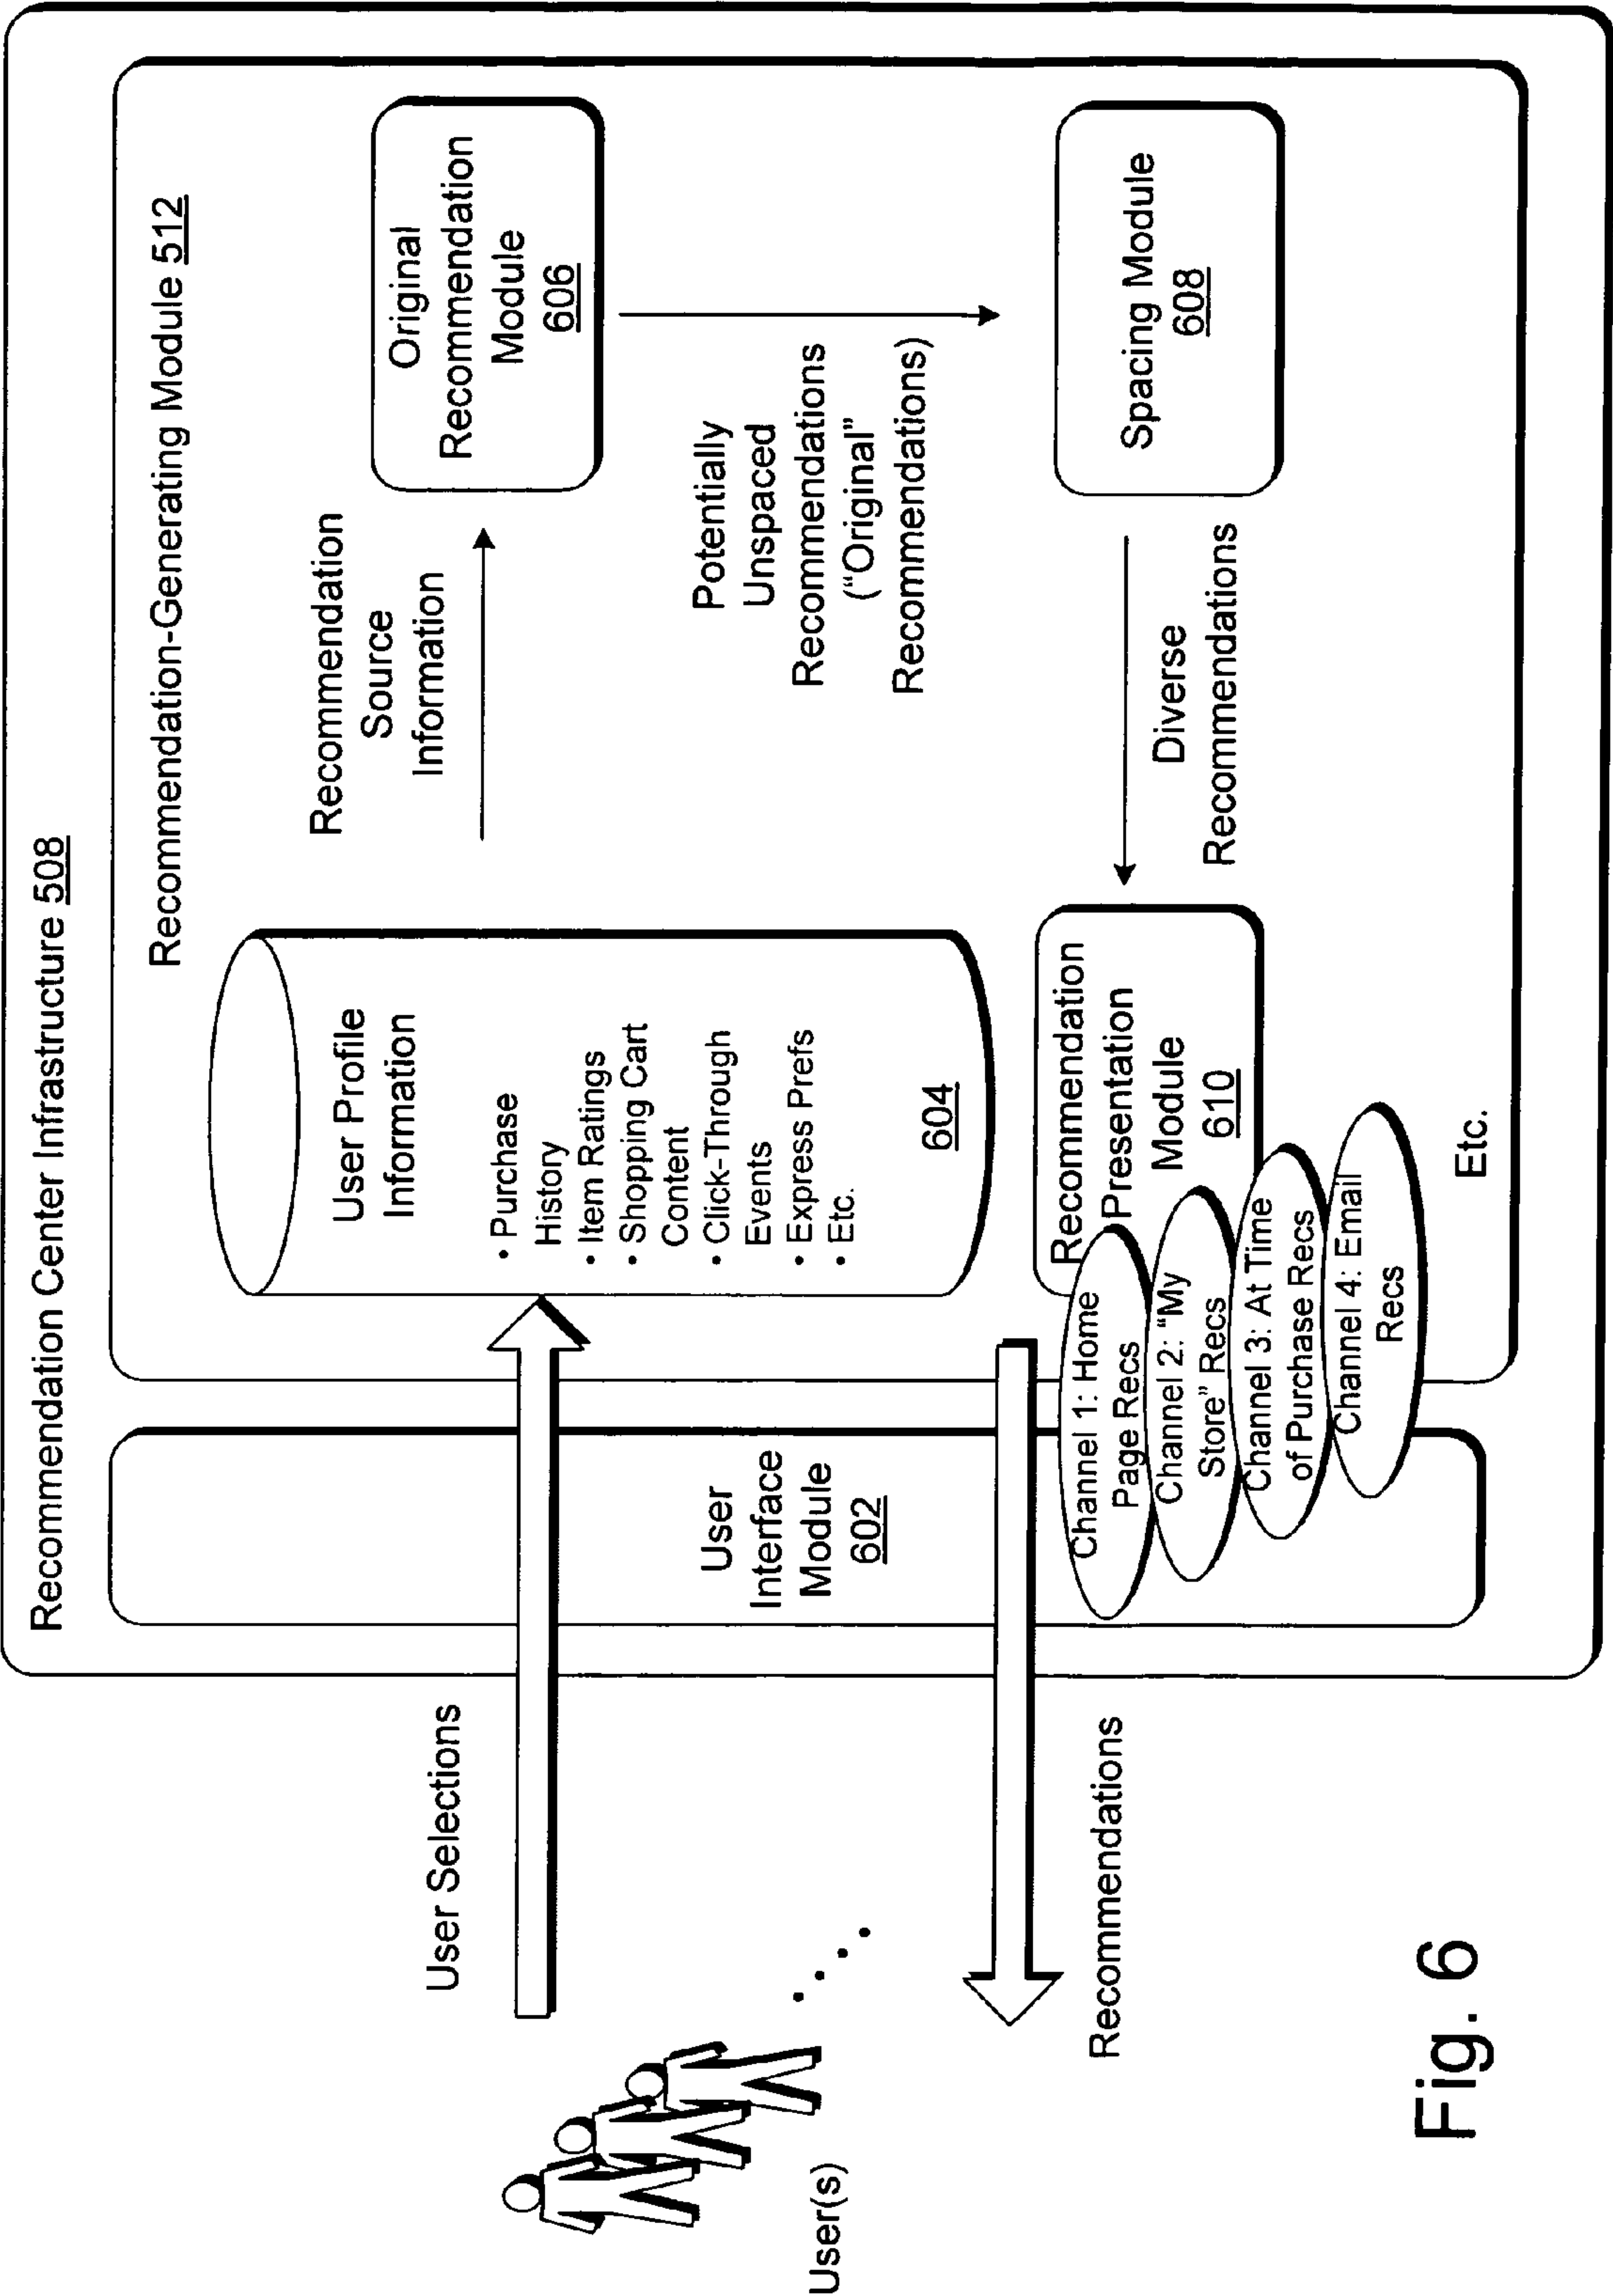 Recommendation Center Infrastructure 508
Recommendation-Generating Module 512
User Selections
User(s)
Recommendations
User
Interface
Module
602
User Profile
Information
• Purchase
History
• Item Ratings
• Shopping Cart
Content
• Click-Through
Events
• Express Prefs
• Etc.
604
Recommendation
Source
Information
Original
Recommendation
Module
606
Potentially
Unspaced
Recommendations
(“Original”
Recommendations)
Spacing Module
608
Diverse
Recommendations
Recommendation
Presentation
Module
610
Channel 1: Home
Page Recs
Channel 2: “My
Store” Recs
Channel 3: At Time
of Purchase Recs
Channel 4: Email
Recs
Etc.
Fig. 6